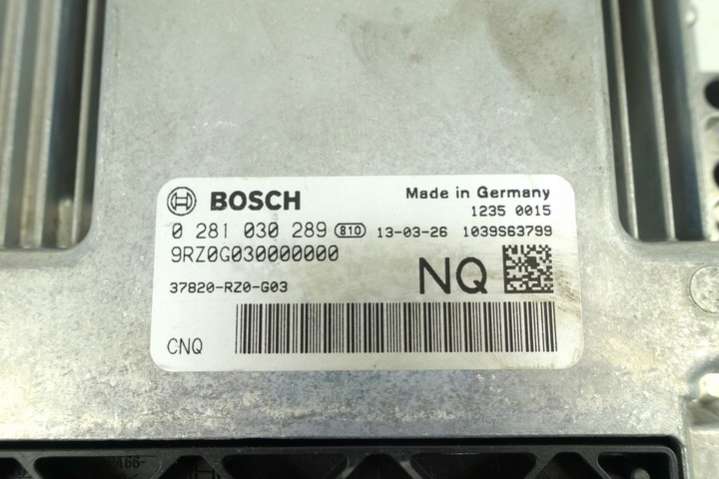 BOSCH Made in Germany
1235 0015
0 281 030 289 810 13-03-26 1039S63799
9RZ0G030000000
NQ
37820-RZ0-G03
CNQ